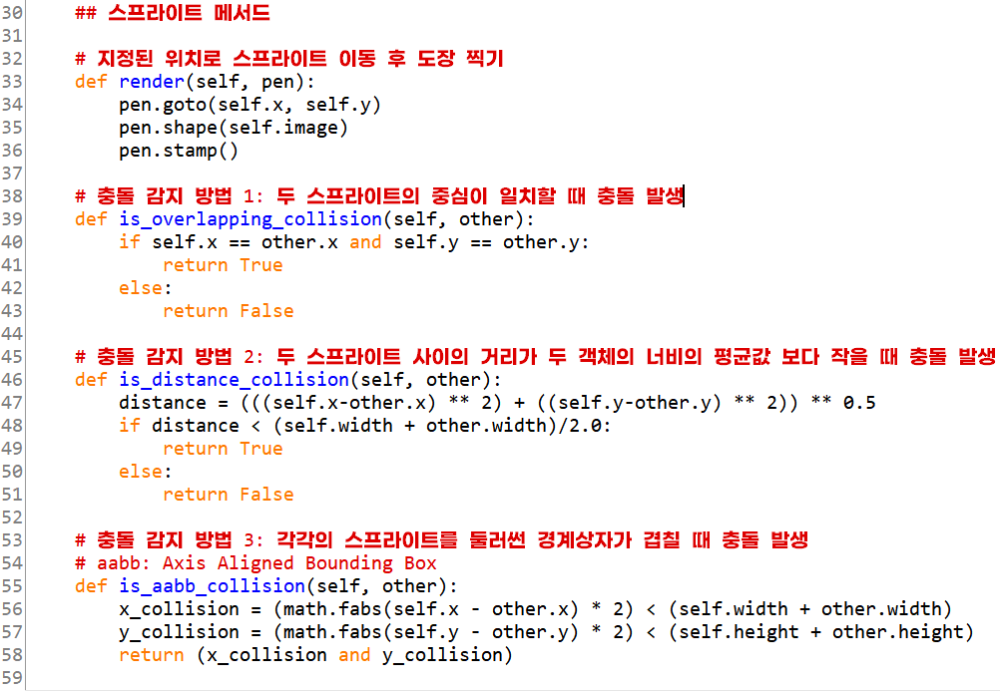 30 ## 스프라이트 메서드
31
32 # 지정된 위치로 스프라이트 이동 후 도장 찍기
33 def render(self, pen):
34 pen.goto(self.x, self.y)
35 pen.shape(self.image)
36 pen.stamp()
37
38 # 충돌 감지 방법 1: 두 스프라이트의 중심이 일치할 때 충돌 발생
39 def is_overlapping_collision(self, other):
40 if self.x == other.x and self.y == other.y:
41 return True
42 else:
43 return False
44
45 # 충돌 감지 방법 2: 두 스프라이트 사이의 거리가 두 객체의 너비의 평균값 보다 작을 때 충돌 발생
46 def is_distance_collision(self, other):
47 distance = (((self.x-other.x) ** 2) + ((self.y-other.y) ** 2)) ** 0.5
48 if distance < (self.width + other.width)/2.0:
49 return True
50 else:
51 return False
52
53 # 충돌 감지 방법 3: 각각의 스프라이트를 둘러썬 경계상자가 겹칠 때 충돌 발생
54 # aabb: Axis Aligned Bounding Box
55 def is_aabb_collision(self, other):
56 x_collision = (math.fabs(self.x - other.x) * 2) < (self.width + other.width)
57 y_collision = (math.fabs(self.y - other.y) * 2) < (self.height + other.height)
58 return (x_collision and y_collision)
59